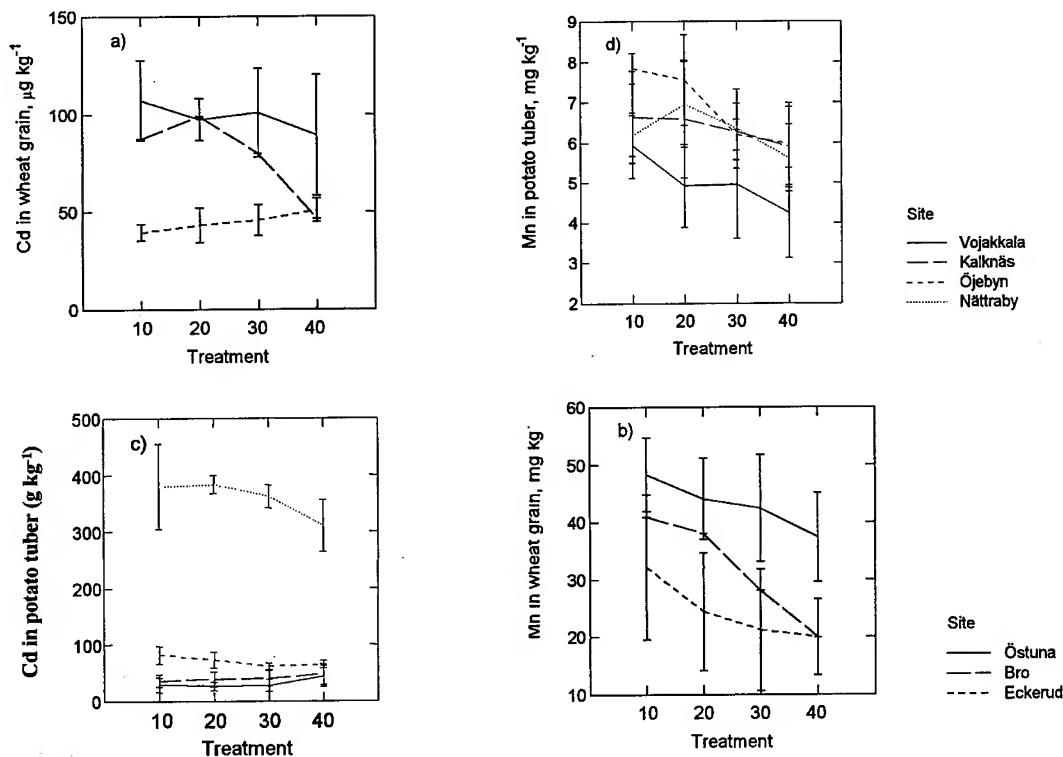 a)
Cd in wheat grain, µg kg-1
150
100
50
0
10 20 30 40
Treatment
d)
Mn in potato tuber, mg kg-1
9
8
7
6
5
4
3
2
10 20 30 40
Treatment
Site
Vojakkala
Kalknäs
Öjebyn
Nättraby
c)
Cd in potato tuber (g kg-1)
500
400
300
200
100
0
10 20 30 40
Treatment
b)
Mn in wheat grain, mg kg-
60
50
40
30
20
10
10 20 30 40
Treatment
Site
Östuna
Bro
Eckerud